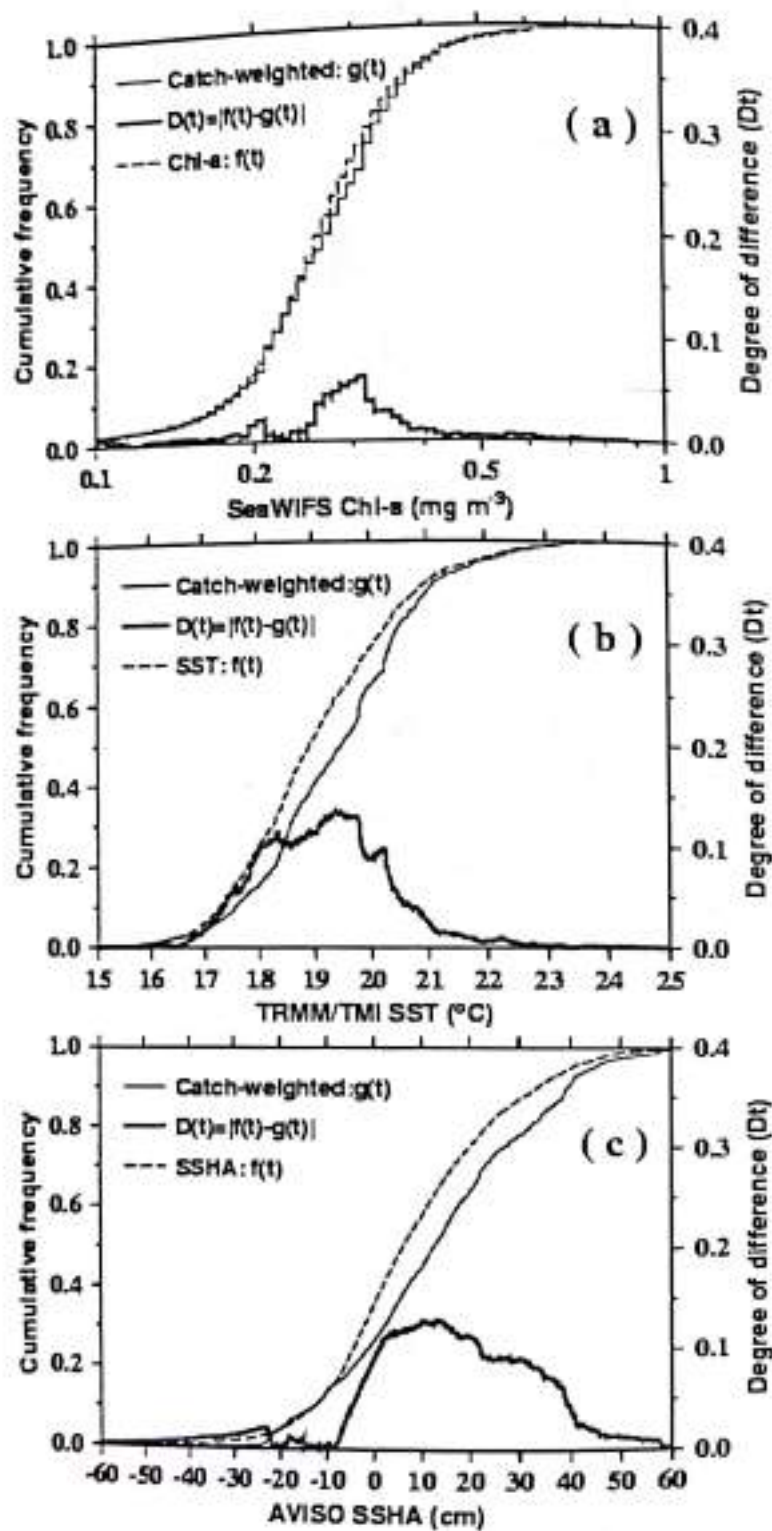 1.0
0.8
0.6
0.4
0.2
0.0
Cumulative frequency
Catch-weighted: g(t)
D(t)=|f(t)-g(t)|
Chl-a: f(t)
( a )
0.4
0.3
0.2
0.1
0.0
Degree of difference (Dt)
0.1 0.2 0.5 1
SeaWIFS Chl-a (mg m⁻³)
1.0
0.8
0.6
0.4
0.2
0.0
Cumulative frequency
Catch-weighted:g(t)
D(t)=|f(t)-g(t)|
SST: f(t)
( b )
0.4
0.3
0.2
0.1
0.0
Degree of difference (Dt)
15 16 17 18 19 20 21 22 23 24 25
TRMM/TMI SST (ºC)
1.0
0.8
0.6
0.4
0.2
0.0
Cumulative frequency
Catch-weighted:g(t)
D(t)=|f(t)-g(t)|
SSHA: f(t)
( c )
0.4
0.3
0.2
0.1
0.0
Degree of difference (Dt)
-60 -50 -40 -30 -20 -10 0 10 20 30 40 50 60
AVISO SSHA (cm)